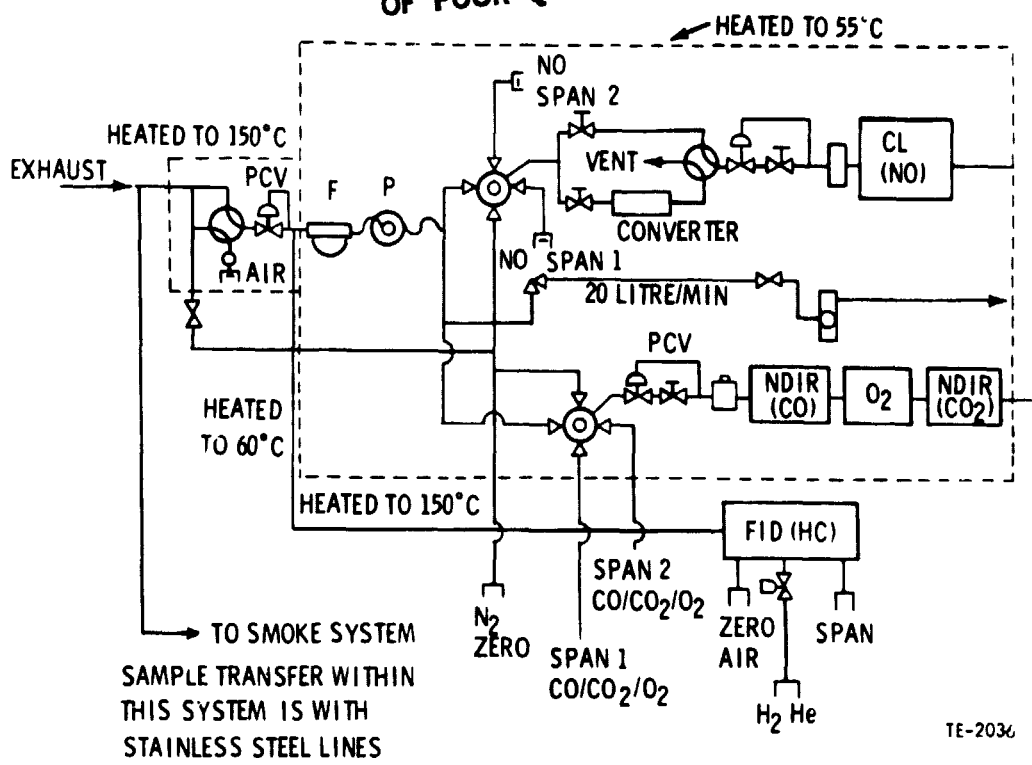 OF POOR Q
HEATED TO 55°C
NO
SPAN 2
HEATED TO 150°C
EXHAUST
PCV
F
P
VENT
CL
(NO)
CONVERTER
AIR
NO SPAN 1
20 LITRE/MIN
PCV
NDIR
(CO)
O2
NDIR
(CO2)
HEATED
TO 60°C
HEATED TO 150°C
FID (HC)
SPAN 2
CO/CO2/O2
N2
ZERO
ZERO
AIR
SPAN
SPAN 1
CO/CO2/O2
H2 He
TO SMOKE SYSTEM
SAMPLE TRANSFER WITHIN
THIS SYSTEM IS WITH
STAINLESS STEEL LINES